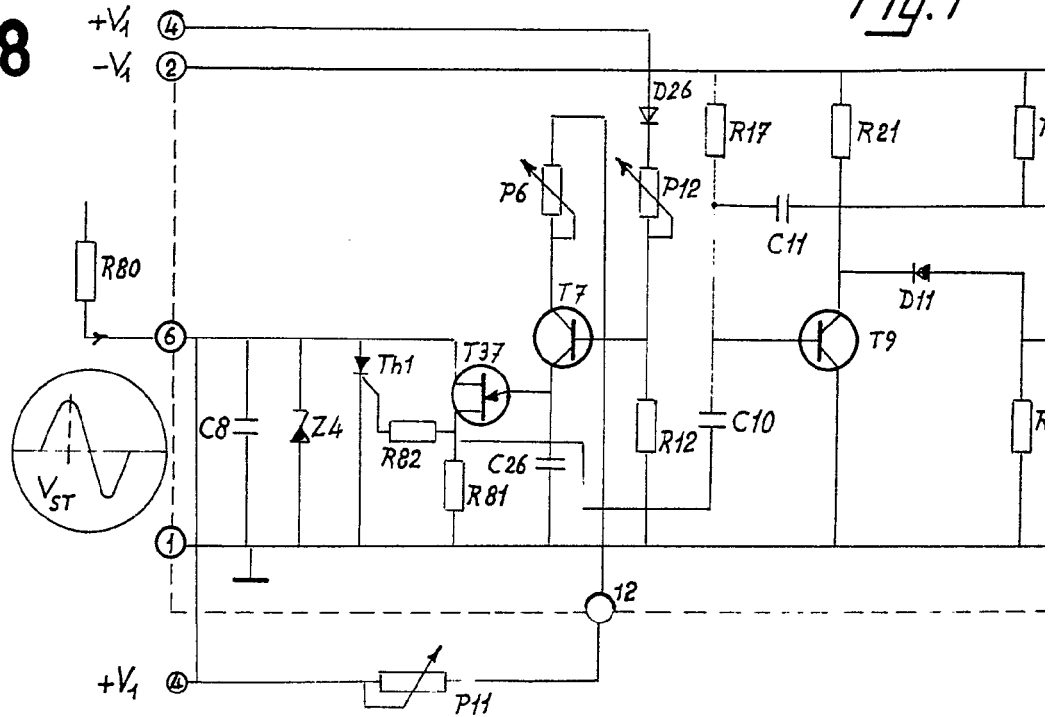 8
+V1 4
Fig. 1
-V1 2
D26
R17
R21
P6
P12
C11
R80
T7
D11
6
T37
T9
Th1
C8
Z4
R82
C26
R12
C10
R81
VST
1
12
+V1 4
P11